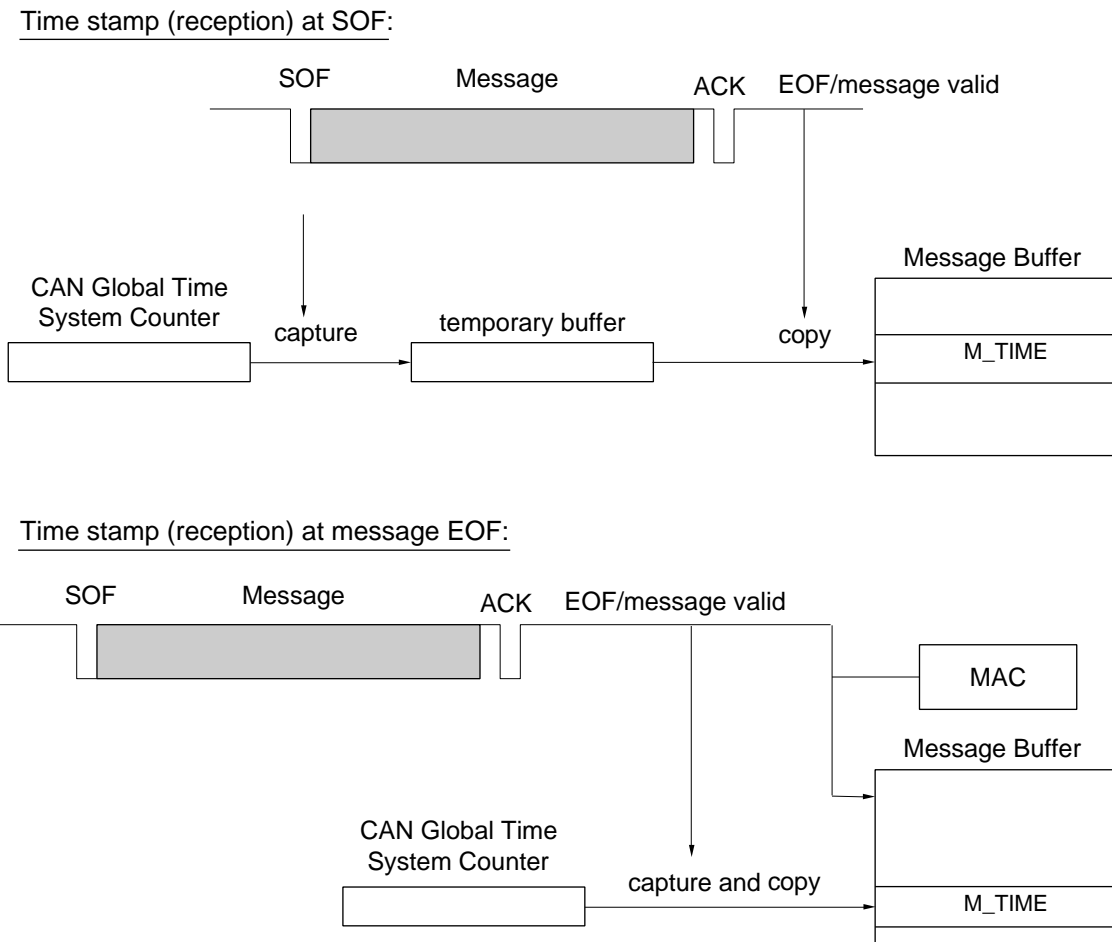 Time stamp (reception) at SOF:
SOF
Message
ACK
EOF/message valid
Message Buffer
CAN Global Time
System Counter
capture
temporary buffer
copy
M_TIME
Time stamp (reception) at message EOF:
SOF
Message
ACK
EOF/message valid
MAC
Message Buffer
CAN Global Time
System Counter
capture and copy
M_TIME